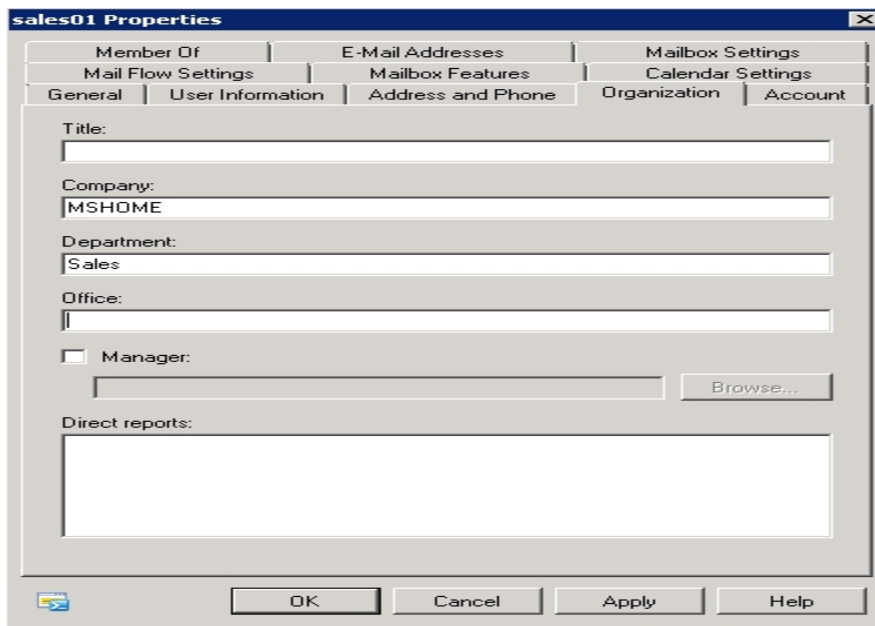 sales01 Properties
Member Of E-Mail Addresses Mailbox Settings
Mail Flow Settings Mailbox Features Calendar Settings
General User Information Address and Phone Organization Account
Title:
Company:
MSHOME
Department:
Sales
Office:
Manager:
Browse...
Direct reports:
OK Cancel Apply Help